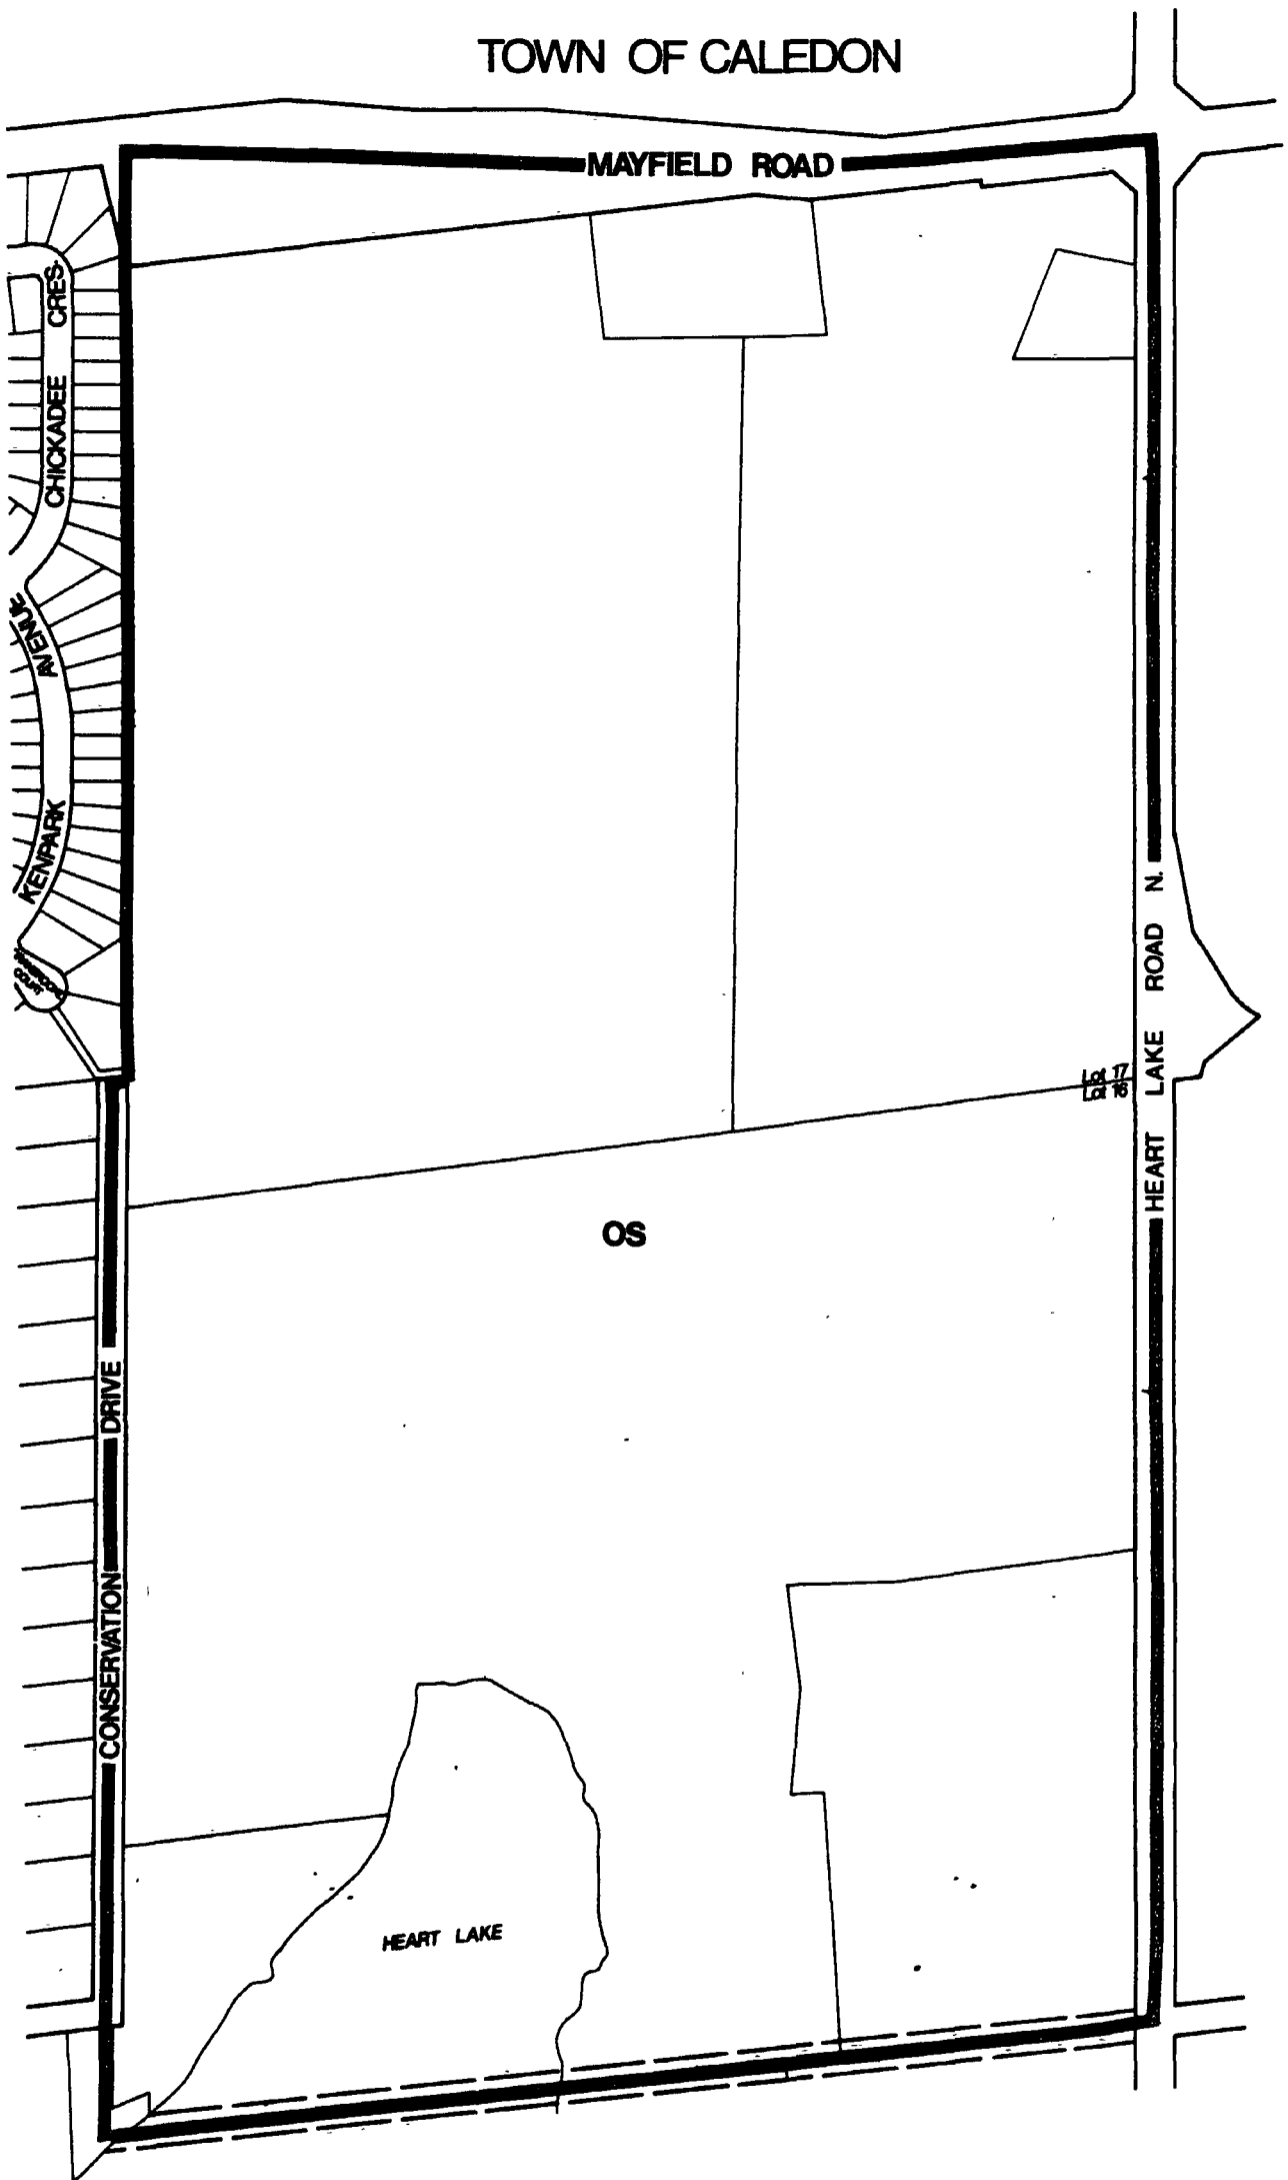 TOWN OF CALEDON
MAYFIELD ROAD
CHICKADEE CRES.
KENPARK AVENUE
COURT
HEART LAKE ROAD N.
Lot 17
Lot 16
OS
CONSERVATION DRIVE
HEART LAKE